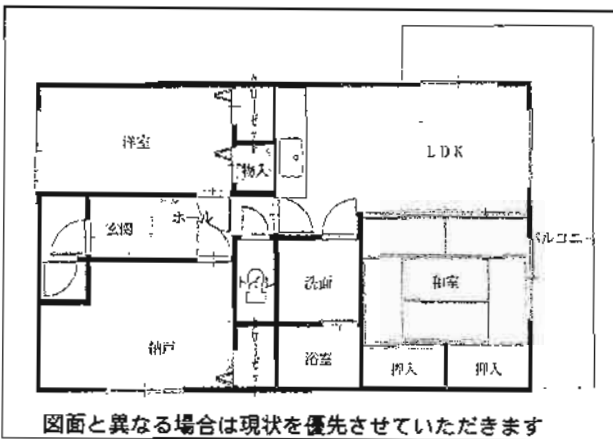 洋室
物入
LDK
玄関
ホール
バルコニー
洗面
和室
納戸
浴室
押入
押入
図面と異なる場合は現状を優先させていただきます